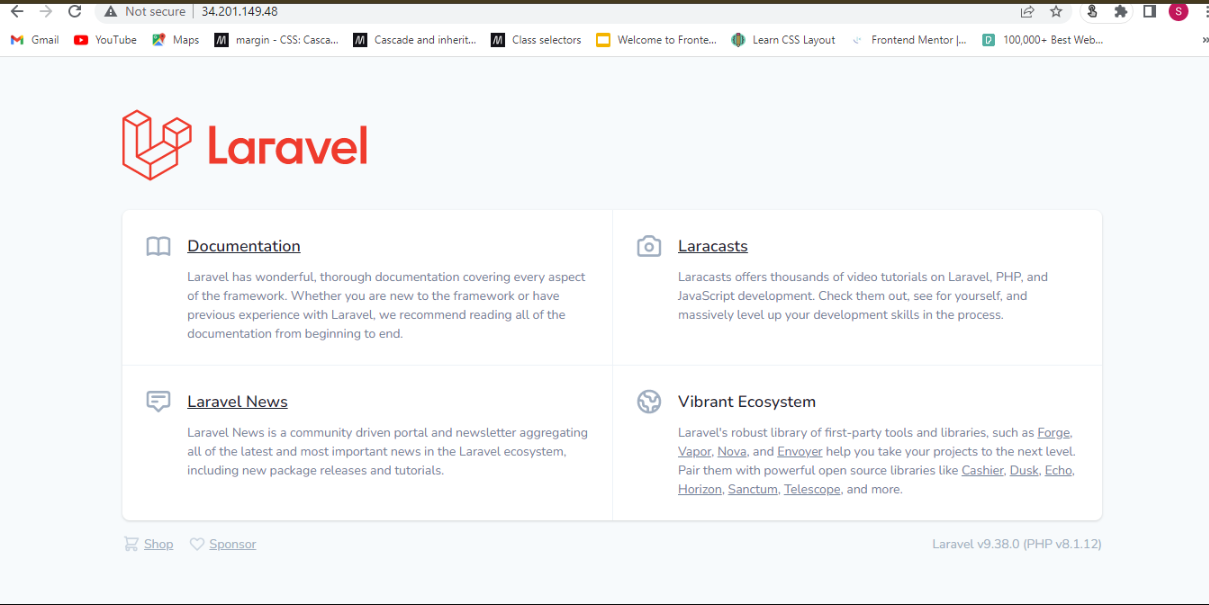 Not secure | 34.201.149.48
S
Gmail YouTube Maps margin - CSS: Casca... Cascade and inherit... Class selectors Welcome to Fronte... Learn CSS Layout Frontend Mentor |... 100,000+ Best Web... »
Laravel
Documentation
Laravel has wonderful, thorough documentation covering every aspect
of the framework. Whether you are new to the framework or have
previous experience with Laravel, we recommend reading all of the
documentation from beginning to end.
Laracasts
Laracasts offers thousands of video tutorials on Laravel, PHP, and
JavaScript development. Check them out, see for yourself, and
massively level up your development skills in the process.
Laravel News
Laravel News is a community driven portal and newsletter aggregating
all of the latest and most important news in the Laravel ecosystem,
including new package releases and tutorials.
Vibrant Ecosystem
Laravel's robust library of first-party tools and libraries, such as Forge,
Vapor, Nova, and Envoyer help you take your projects to the next level.
Pair them with powerful open source libraries like Cashier, Dusk, Echo,
Horizon, Sanctum, Telescope, and more.
Shop Sponsor
Laravel v9.38.0 (PHP v8.1.12)